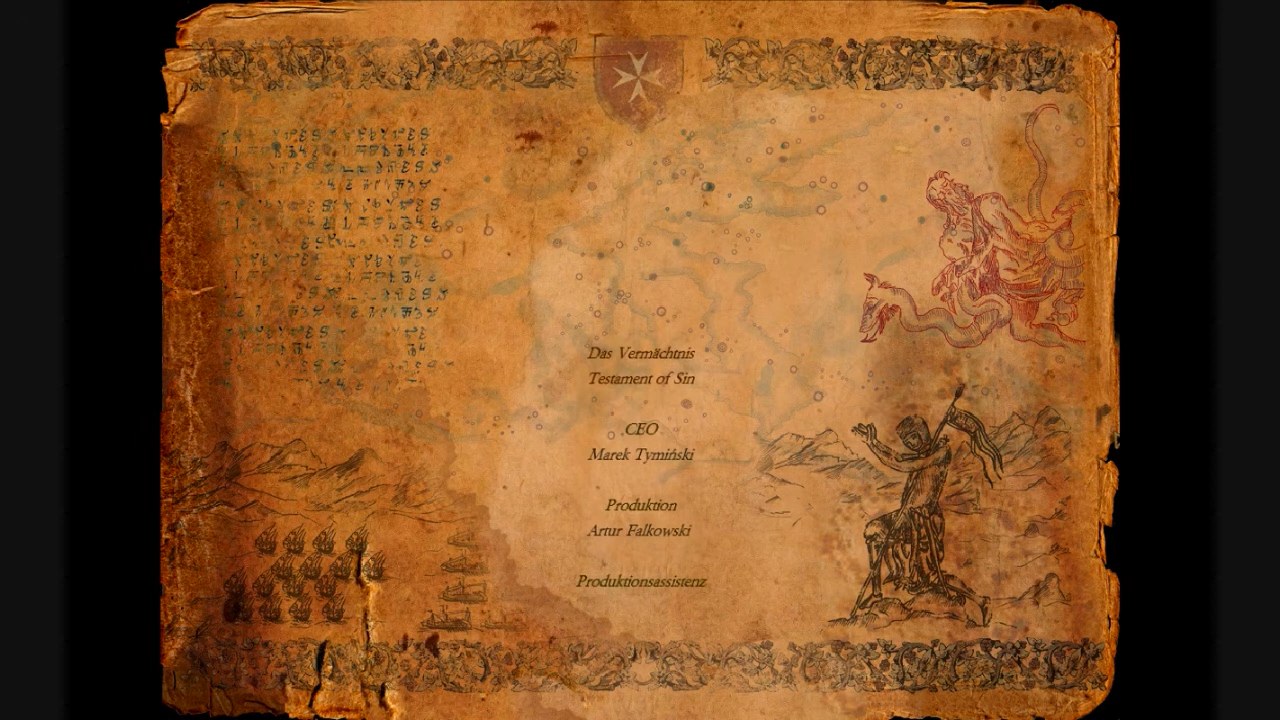 Das Vermächtnis
Testament of Sin
CEO
Marek Tymiński
Produktion
Artur Falkowski
Produktionsassistenz